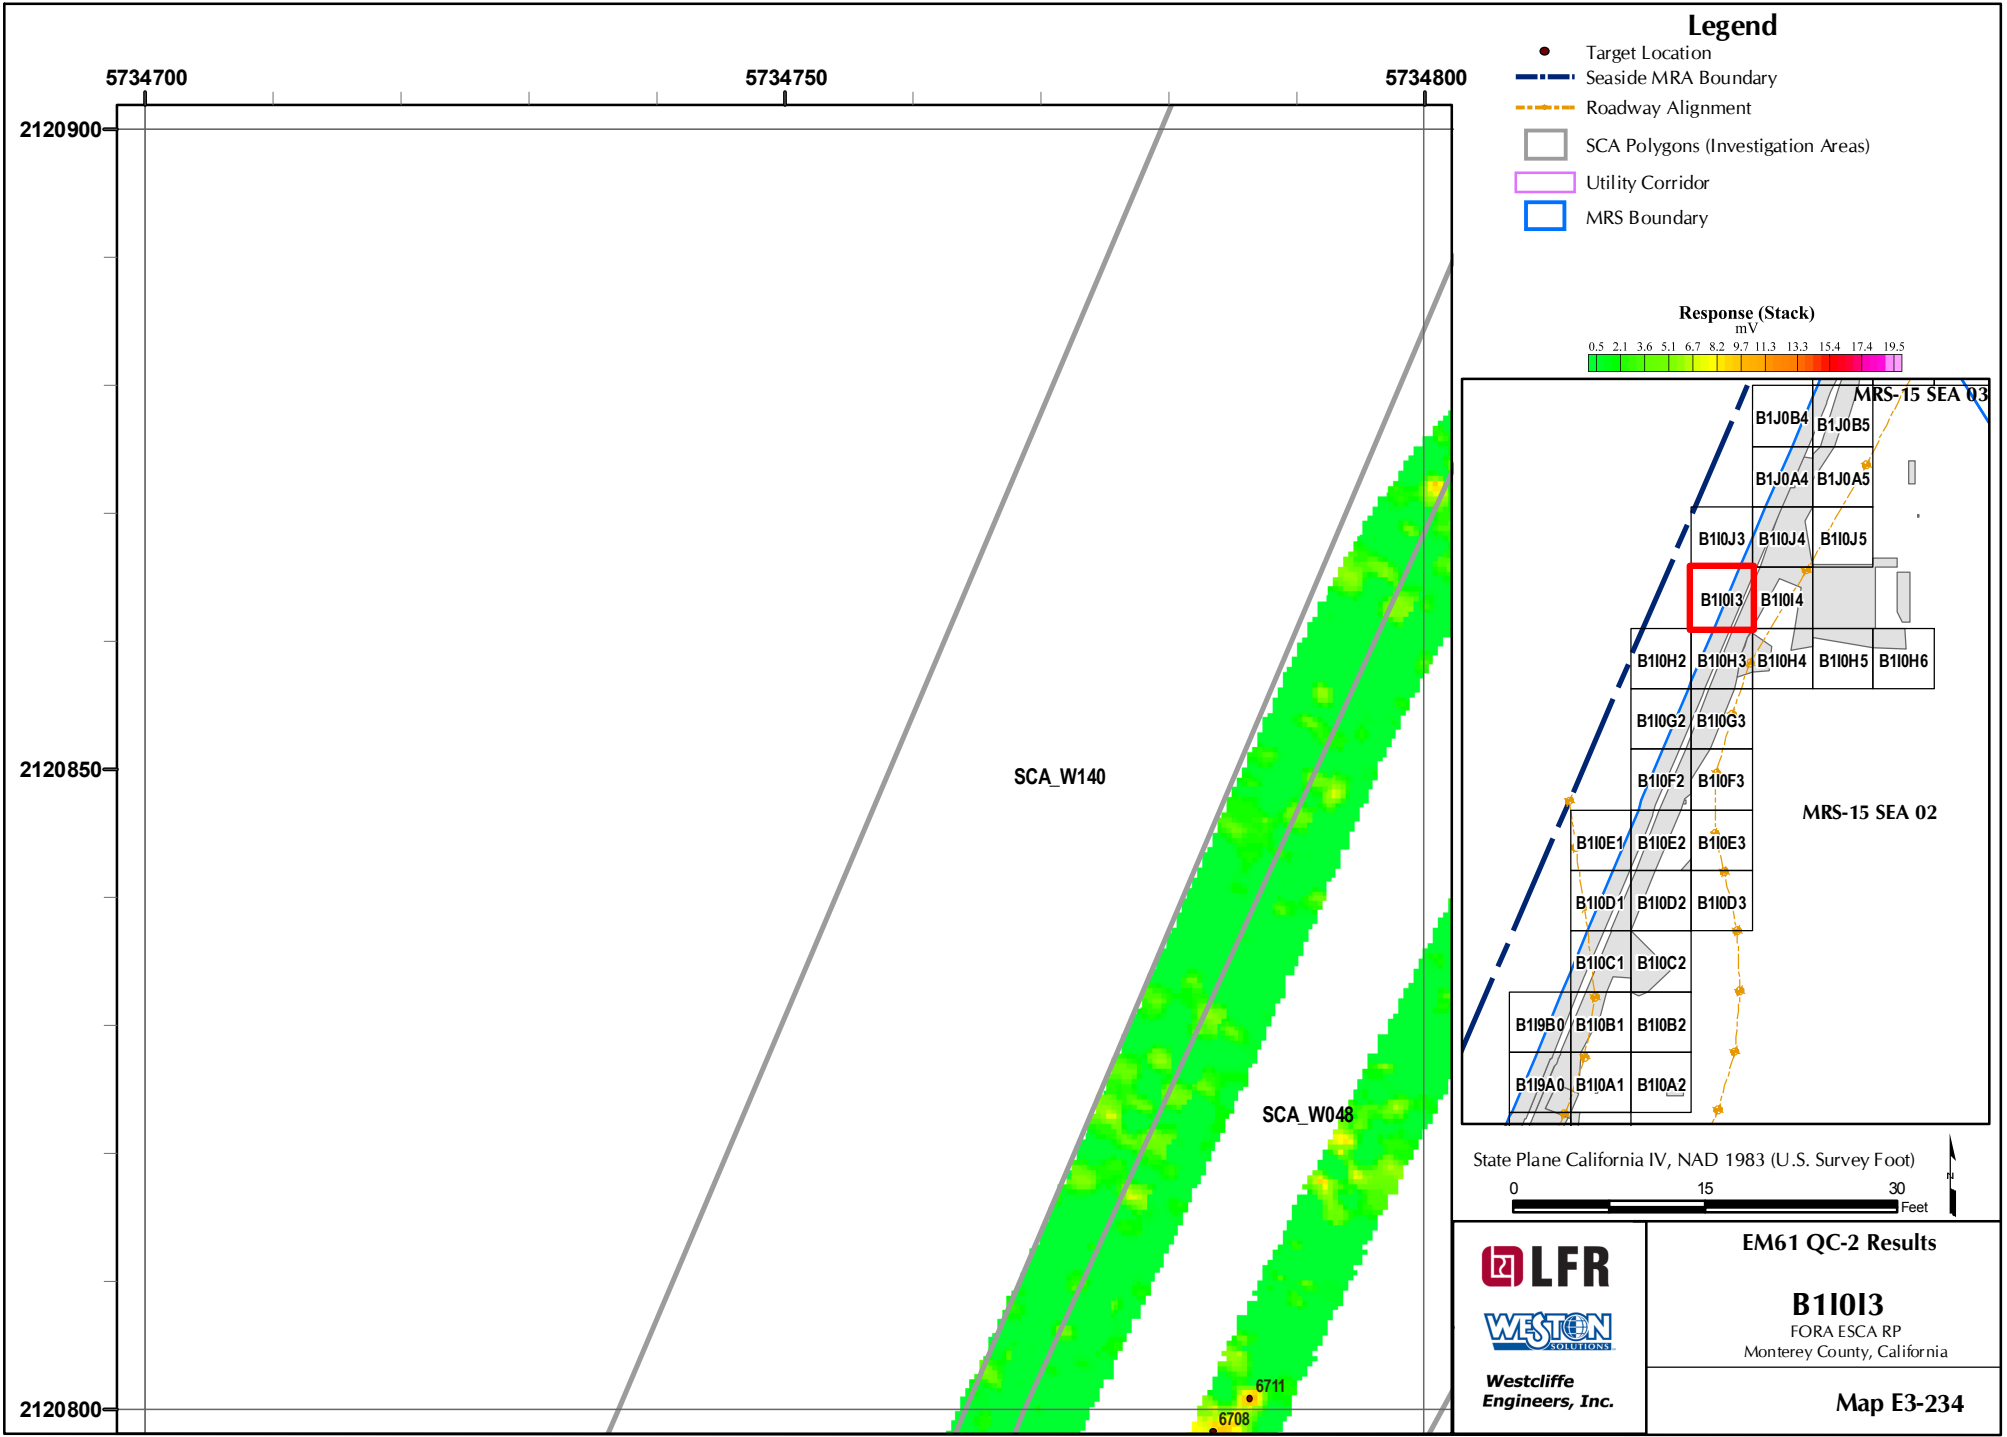 5734700
5734750
5734800
2120900
2120850
2120800
SCA_W140
SCA_W048
6711
6708
Legend
Target Location
Seaside MRA Boundary
Roadway Alignment
SCA Polygons (Investigation Areas)
Utility Corridor
MRS Boundary
Response (Stack)
mV
0.5 2.1 3.6 5.1 6.7 8.2 9.7 11.3 13.3 15.4 17.4 19.5
MRS-15 SEA 03
B1J0B4 B1J0B5
B1J0A4 B1J0A5
B1I0J3 B1I0J4 B1I0J5
B1I0I3 B1I0I4
B1I0H2 B1I0H3 B1I0H4 B1I0H5 B1I0H6
B1I0G2 B1I0G3
B1I0F2 B1I0F3
MRS-15 SEA 02
B1I0E1 B1I0E2 B1I0E3
B1I0D1 B1I0D2 B1I0D3
B1I0C1 B1I0C2
B1I9B0 B1I0B1 B1I0B2
B1I9A0 B1I0A1 B1I0A2
State Plane California IV, NAD 1983 (U.S. Survey Foot)
0 15 30
Feet
N
LFR
WESTON
SOLUTIONS
Westcliffe
Engineers, Inc.
EM61 QC-2 Results
B1I0I3
FORA ESCA RP
Monterey County, California
Map E3-234